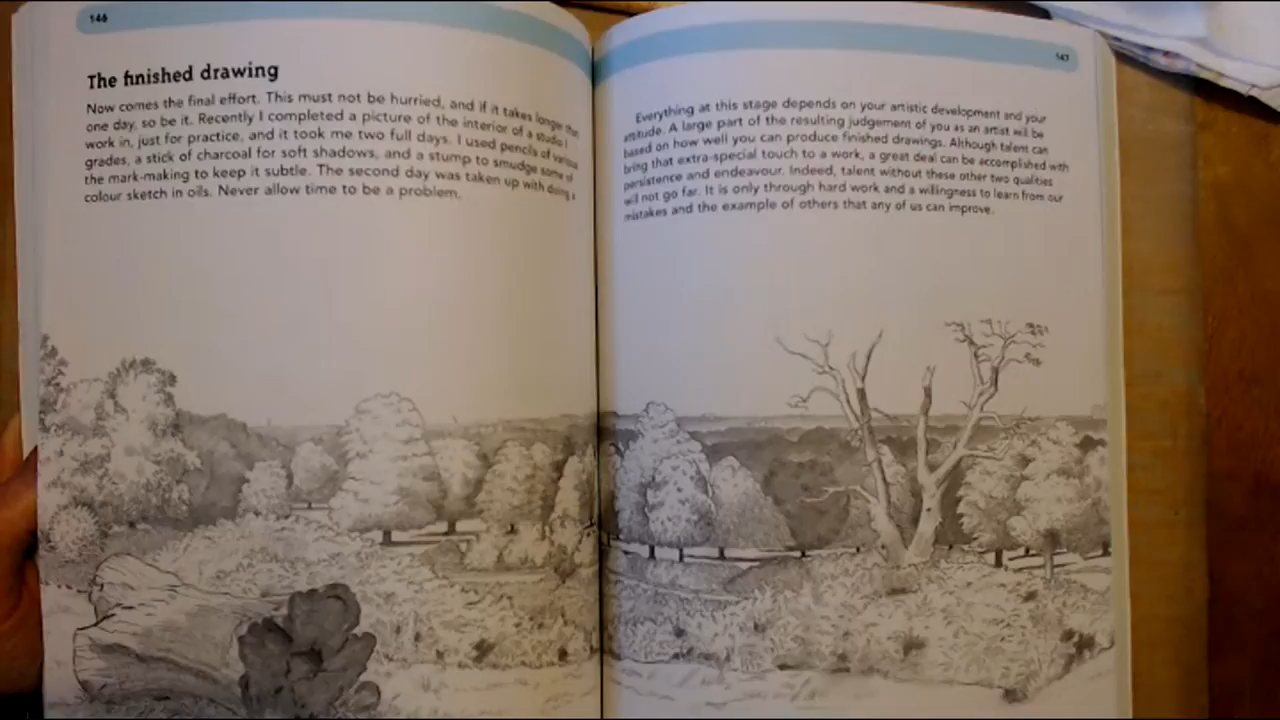 146
The finished drawing
Now comes the final effort. This must not be hurried, and if it takes longer than
one day, so be it. Recently I completed a picture of the interior of a studio I
work in, just for practice, and it took me two full days. I used pencils of various
grades, a stick of charcoal for soft shadows, and a stump to smudge some of
the mark-making to keep it subtle. The second day was taken up with doing a
colour sketch in oils. Never allow time to be a problem.
147
Everything at this stage depends on your artistic development and your
attitude. A large part of the resulting judgement of you as an artist will be
based on how well you can produce finished drawings. Although talent can
bring that extra-special touch to a work, a great deal can be accomplished with
persistence and endeavour. Indeed, talent without these other two qualities
will not go far. It is only through hard work and a willingness to learn from our
mistakes and the example of others that any of us can improve.